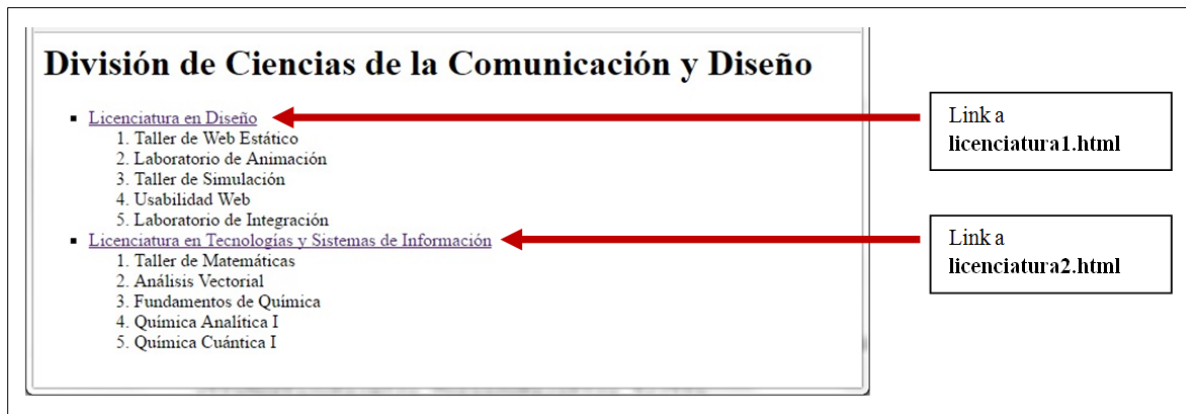 División de Ciencias de la Comunicación y Diseño
Licenciatura en Diseño
1. Taller de Web Estático
2. Laboratorio de Animación
3. Taller de Simulación
4. Usabilidad Web
5. Laboratorio de Integración
Licenciatura en Tecnologías y Sistemas de Información
1. Taller de Matemáticas
2. Análisis Vectorial
3. Fundamentos de Química
4. Química Analítica I
5. Química Cuántica I
Link a
licenciatura1.html
Link a
licenciatura2.html